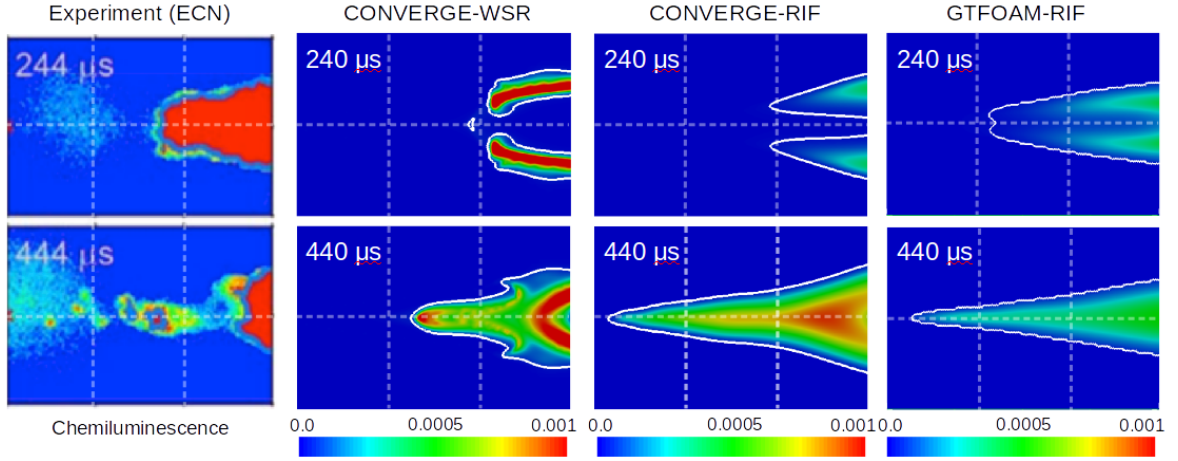 Experiment (ECN) CONVERGE-WSR CONVERGE-RIF GTFOAM-RIF
244 µs 240 µs 240 µs 240 µs
444 µs 440 µs 440 µs 440 µs
Chemiluminescence
0.0 0.0005 0.001 0.0 0.0005 0.001 0.0 0.0005 0.001